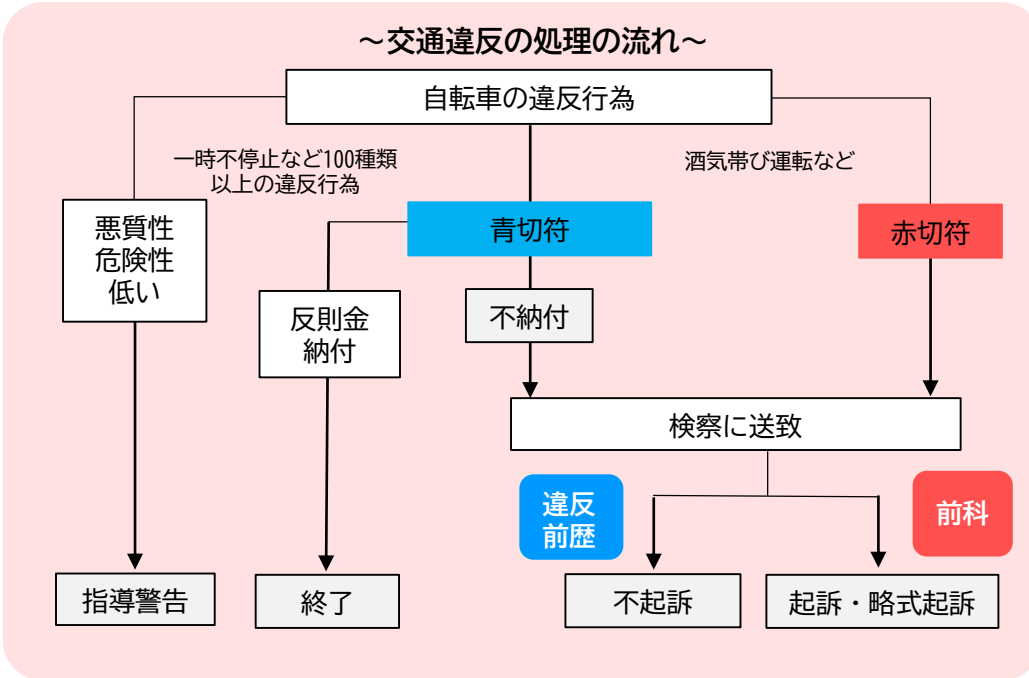 ～交通違反の処理の流れ～
自転車の違反行為
一時不停止など100種類
以上の違反行為
酒気帯び運転など
悪質性
危険性
低い
青切符
赤切符
反則金
納付
不納付
検察に送致
違反
前歴
前科
指導警告
終了
不起訴
起訴・略式起訴